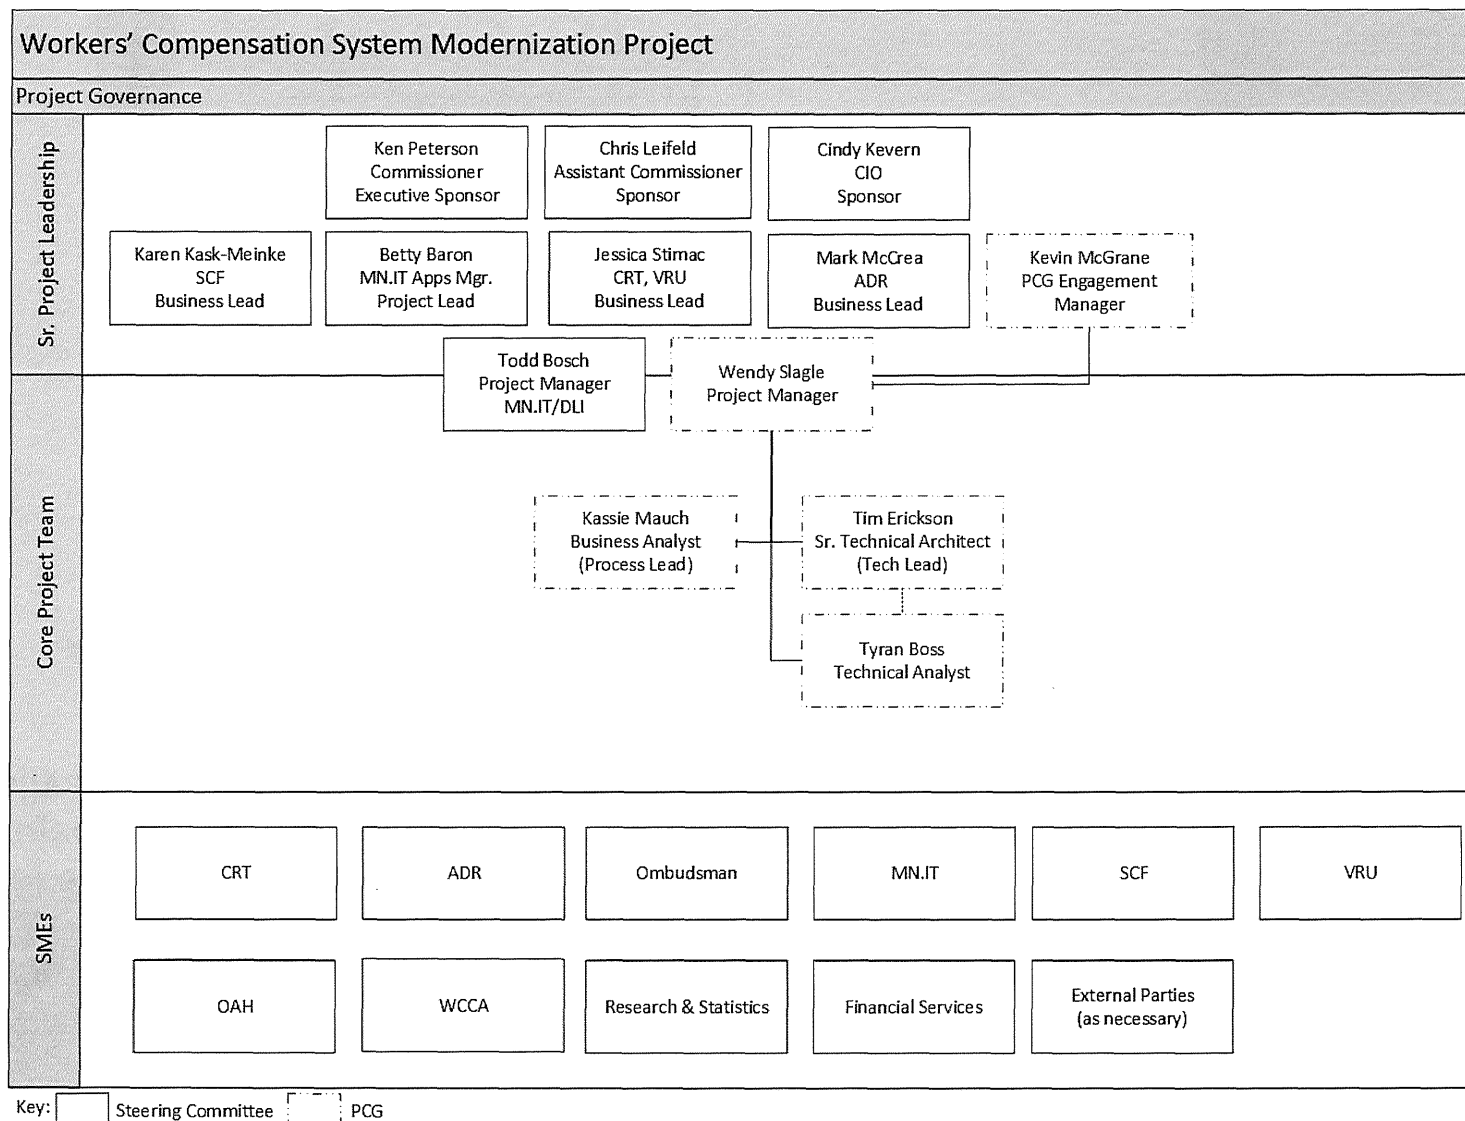 Workers' Compensation System Modernization Project
Project Governance
Sr. Project Leadership
Ken Peterson
Commissioner
Executive Sponsor
Chris Leifeld
Assistant Commissioner
Sponsor
Cindy Kevern
CIO
Sponsor
Karen Kask-Meinke
SCF
Business Lead
Betty Baron
MN.IT Apps Mgr.
Project Lead
Jessica Stimac
CRT, VRU
Business Lead
Mark McCrea
ADR
Business Lead
Kevin McGrane
PCG Engagement
Manager
Todd Bosch
Project Manager
MN.IT/DLI
Wendy Slagle
Project Manager
Core Project Team
Kassie Mauch
Business Analyst
(Process Lead)
Tim Erickson
Sr. Technical Architect
(Tech Lead)
Tyran Boss
Technical Analyst
SMEs
CRT
ADR
Ombudsman
MN.IT
SCF
VRU
OAH
WCCA
Research & Statistics
Financial Services
External Parties
(as necessary)
Key:
Steering Committee
PCG